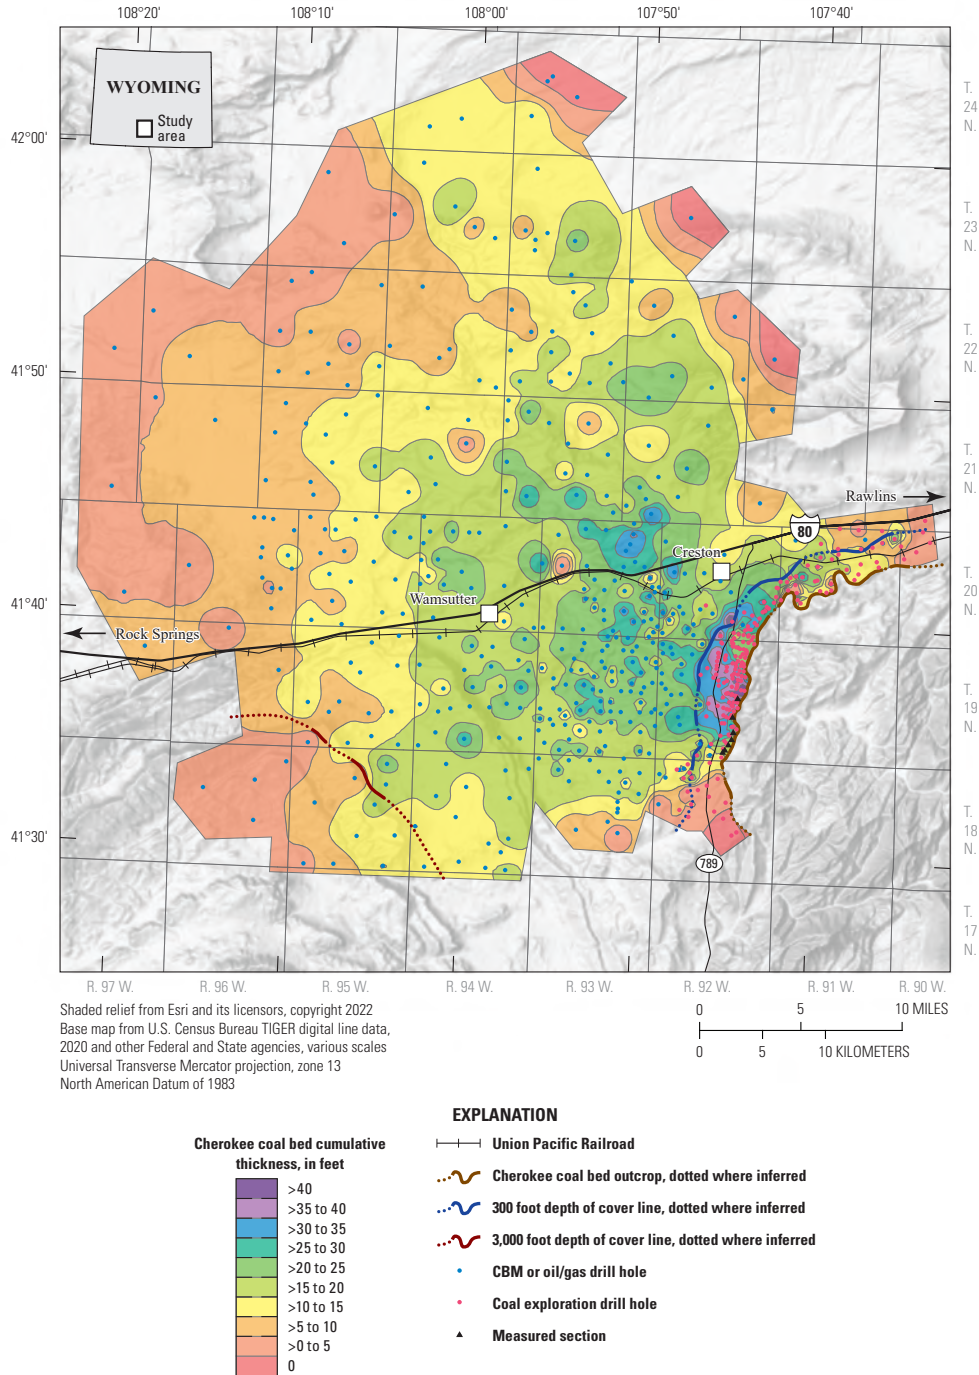 108°20' 108°10' 108°00' 107°50' 107°40'
WYOMING
Study
area
42°00'
41°50'
41°40'
41°30'
T.
24
N.
T.
23
N.
T.
22
N.
T.
21
N.
T.
20
N.
T.
19
N.
T.
18
N.
T.
17
N.
Rawlins
80
Creston
Wamsutter
Rock Springs
789
R. 97 W. R. 96 W. R. 95 W. R. 94 W. R. 93 W. R. 92 W. R. 91 W. R. 90 W.
Shaded relief from Esri and its licensors, copyright 2022
Base map from U.S. Census Bureau TIGER digital line data,
2020 and other Federal and State agencies, various scales
Universal Transverse Mercator projection, zone 13
North American Datum of 1983
0 5 10 MILES
0 5 10 KILOMETERS
EXPLANATION
Cherokee coal bed cumulative
thickness, in feet
>40
>35 to 40
>30 to 35
>25 to 30
>20 to 25
>15 to 20
>10 to 15
>5 to 10
>0 to 5
0
Union Pacific Railroad
Cherokee coal bed outcrop, dotted where inferred
300 foot depth of cover line, dotted where inferred
3,000 foot depth of cover line, dotted where inferred
CBM or oil/gas drill hole
Coal exploration drill hole
Measured section